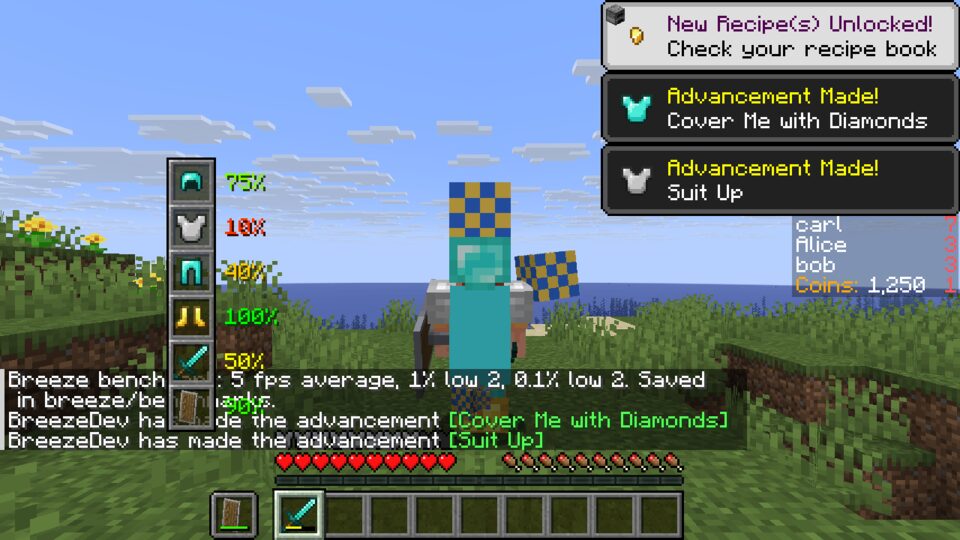 New Recipe(s) Unlocked!
Check your recipe book
Advancement Made!
Cover Me with Diamonds
Advancement Made!
Suit Up
carl
Alice
bob
Coins: 1,250
75%
10%
40%
100%
50%
90%
Breeze bench : 5 fps average, 1% low 2, 0.1% low 2. Saved
in breeze/be arks.
BreezeDev ha de the advancement [Cover Me with Diamonds]
BreezeDev has made the advancement [Suit Up]